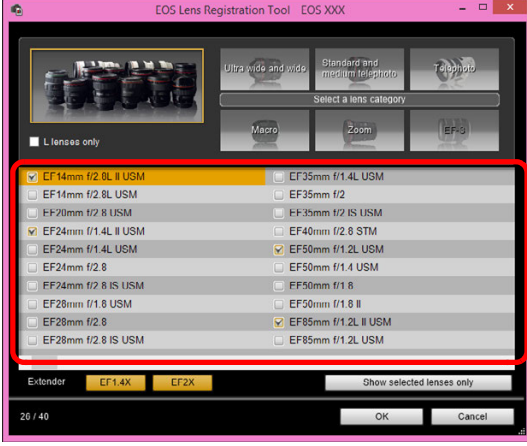 EOS Lens Registration Tool EOS XXX
Ultra wide and wide
Standard and
medium telephoto
Telephoto
Select a lens category
Macro
Zoom
EF-S
L lenses only
EF14mm f/2.8L II USM
EF35mm f/1.4L USM
EF14mm f/2.8L USM
EF35mm f/2
EF20mm f/2.8 USM
EF35mm f/2 IS USM
EF24mm f/1.4L II USM
EF40mm f/2.8 STM
EF24mm f/1.4L USM
EF50mm f/1.2L USM
EF24mm f/2.8
EF50mm f/1.4 USM
EF24mm f/2.8 IS USM
EF50mm f/1.8
EF28mm f/1.8 USM
EF50mm f/1.8 II
EF28mm f/2.8
EF85mm f/1.2L II USM
EF28mm f/2.8 IS USM
EF85mm f/1.2L USM
Extender
EF1.4X
EF2X
Show selected lenses only
26 / 40
OK
Cancel